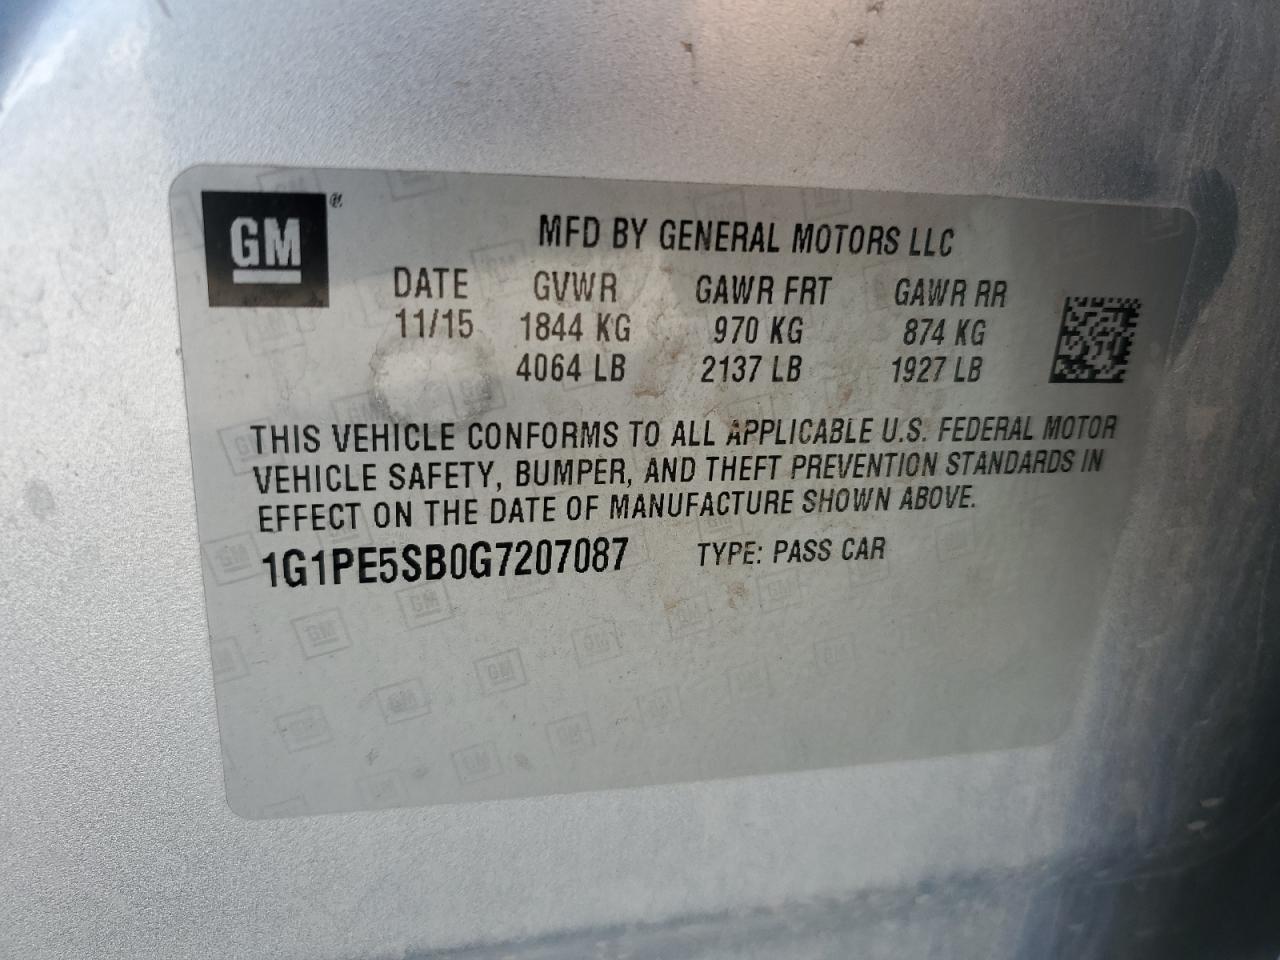 GM®
MFD BY GENERAL MOTORS LLC
DATE GVWR GAWR FRT GAWR RR
11/15 1844 KG 970 KG 874 KG
4064 LB 2137 LB 1927 LB
THIS VEHICLE CONFORMS TO ALL APPLICABLE U.S. FEDERAL MOTOR
VEHICLE SAFETY, BUMPER, AND THEFT PREVENTION STANDARDS IN
EFFECT ON THE DATE OF MANUFACTURE SHOWN ABOVE.
1G1PE5SB0G7207087 TYPE: PASS CAR